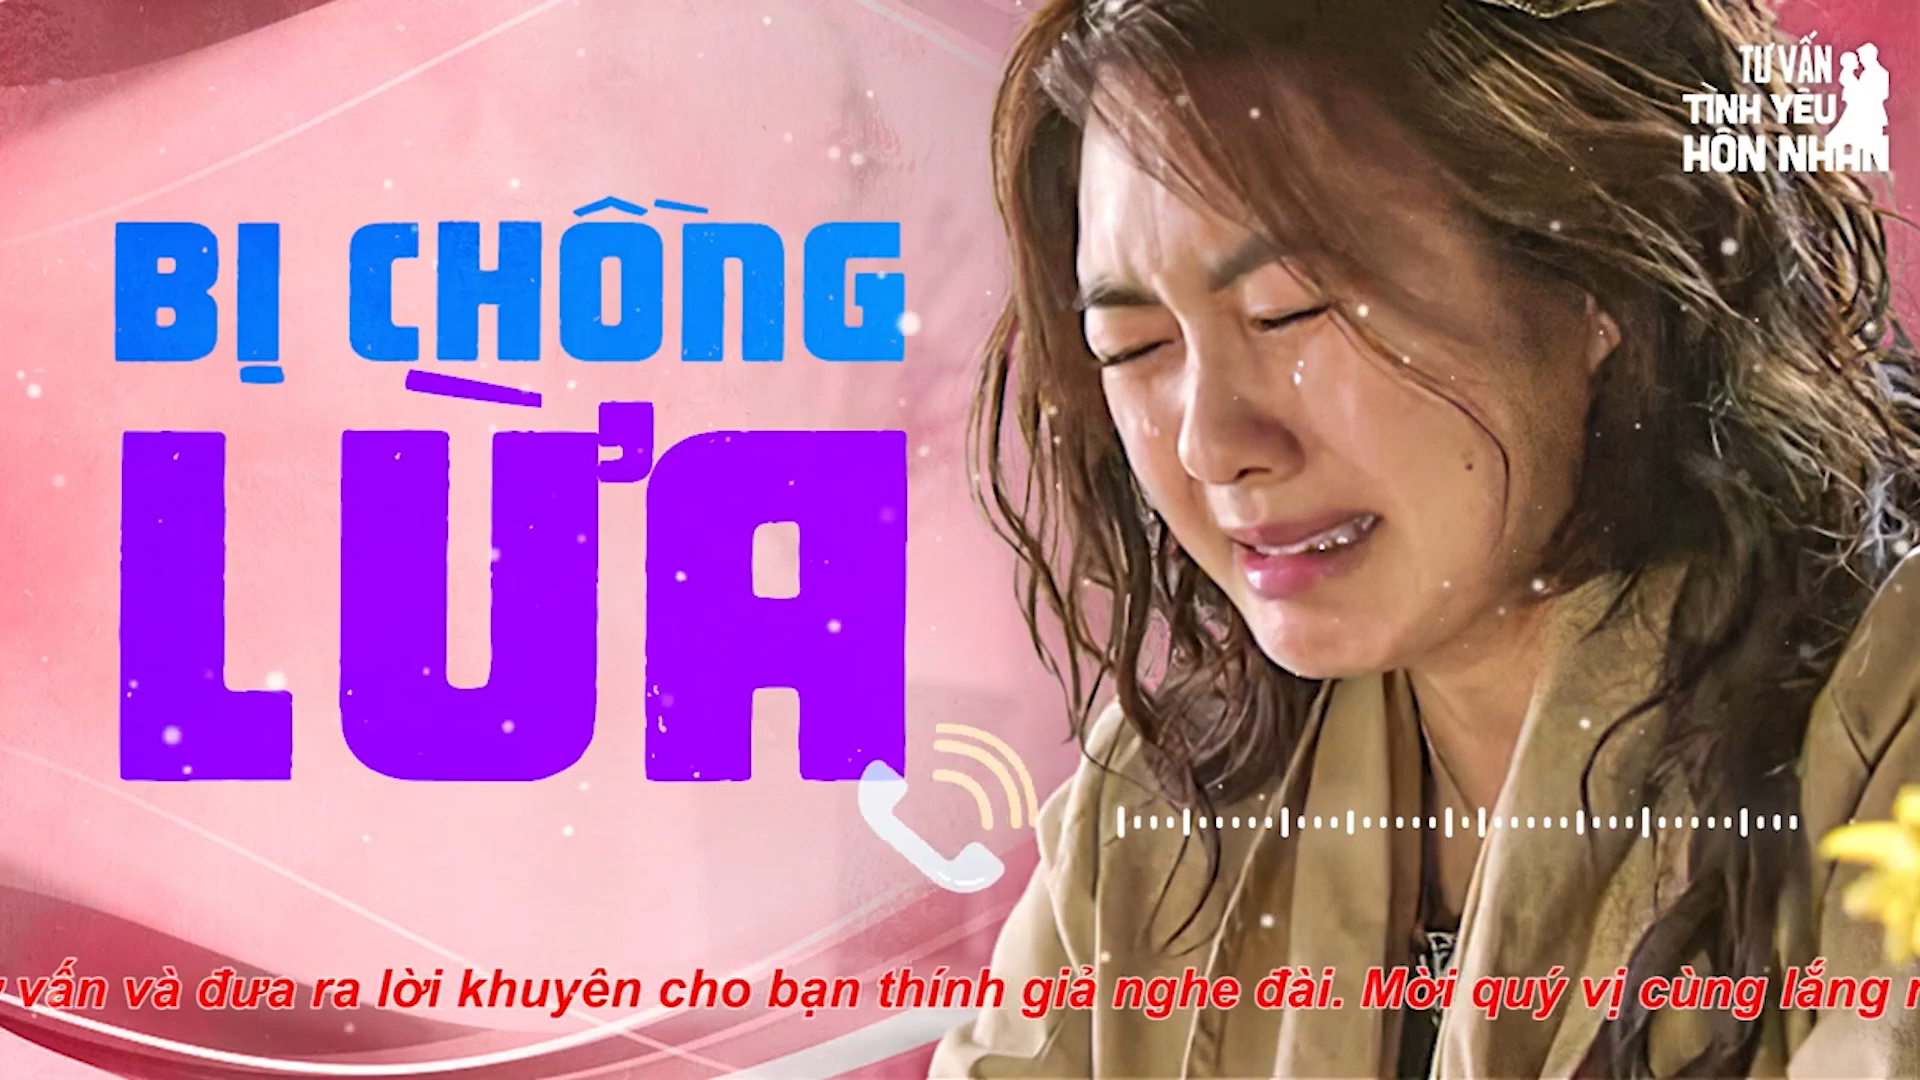 TƯ VẤN
TÌNH YÊU
HÔN NHÂN
BỊ CHỒNG
LỪA
vấn và đưa ra lời khuyên cho bạn thính giả nghe đài. Mời quý vị cùng lắng